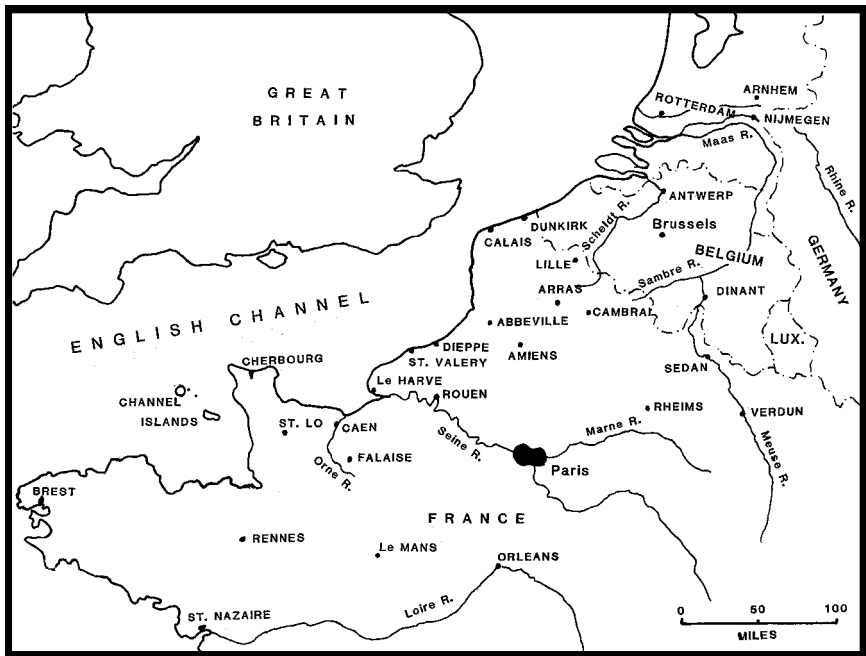 GREAT
BRITAIN
ARNHEM
ROTTERDAM
NIJMEGEN
Maas R.
Rhine R.
ANTWERP
DUNKIRK
Scheldt R.
CALAIS
Brussels
LILLE
BELGIUM
GERMANY
Sambre R.
ARRAS
DINANT
ENGLISH CHANNEL
ABBEVILLE
CAMBRAI
DIEPPE
AMIENS
LUX.
ST. VALERY
CHERBOURG
SEDAN
Le HARVE
ROUEN
CHANNEL
ISLANDS
RHEIMS
VERDUN
ST. LO
CAEN
Seine R.
Marne R.
FALAISE
Orne R.
Paris
Meuse R.
BREST
FRANCE
RENNES
Le MANS
ORLEANS
Loire R.
ST. NAZAIRE
0 50 100
MILES